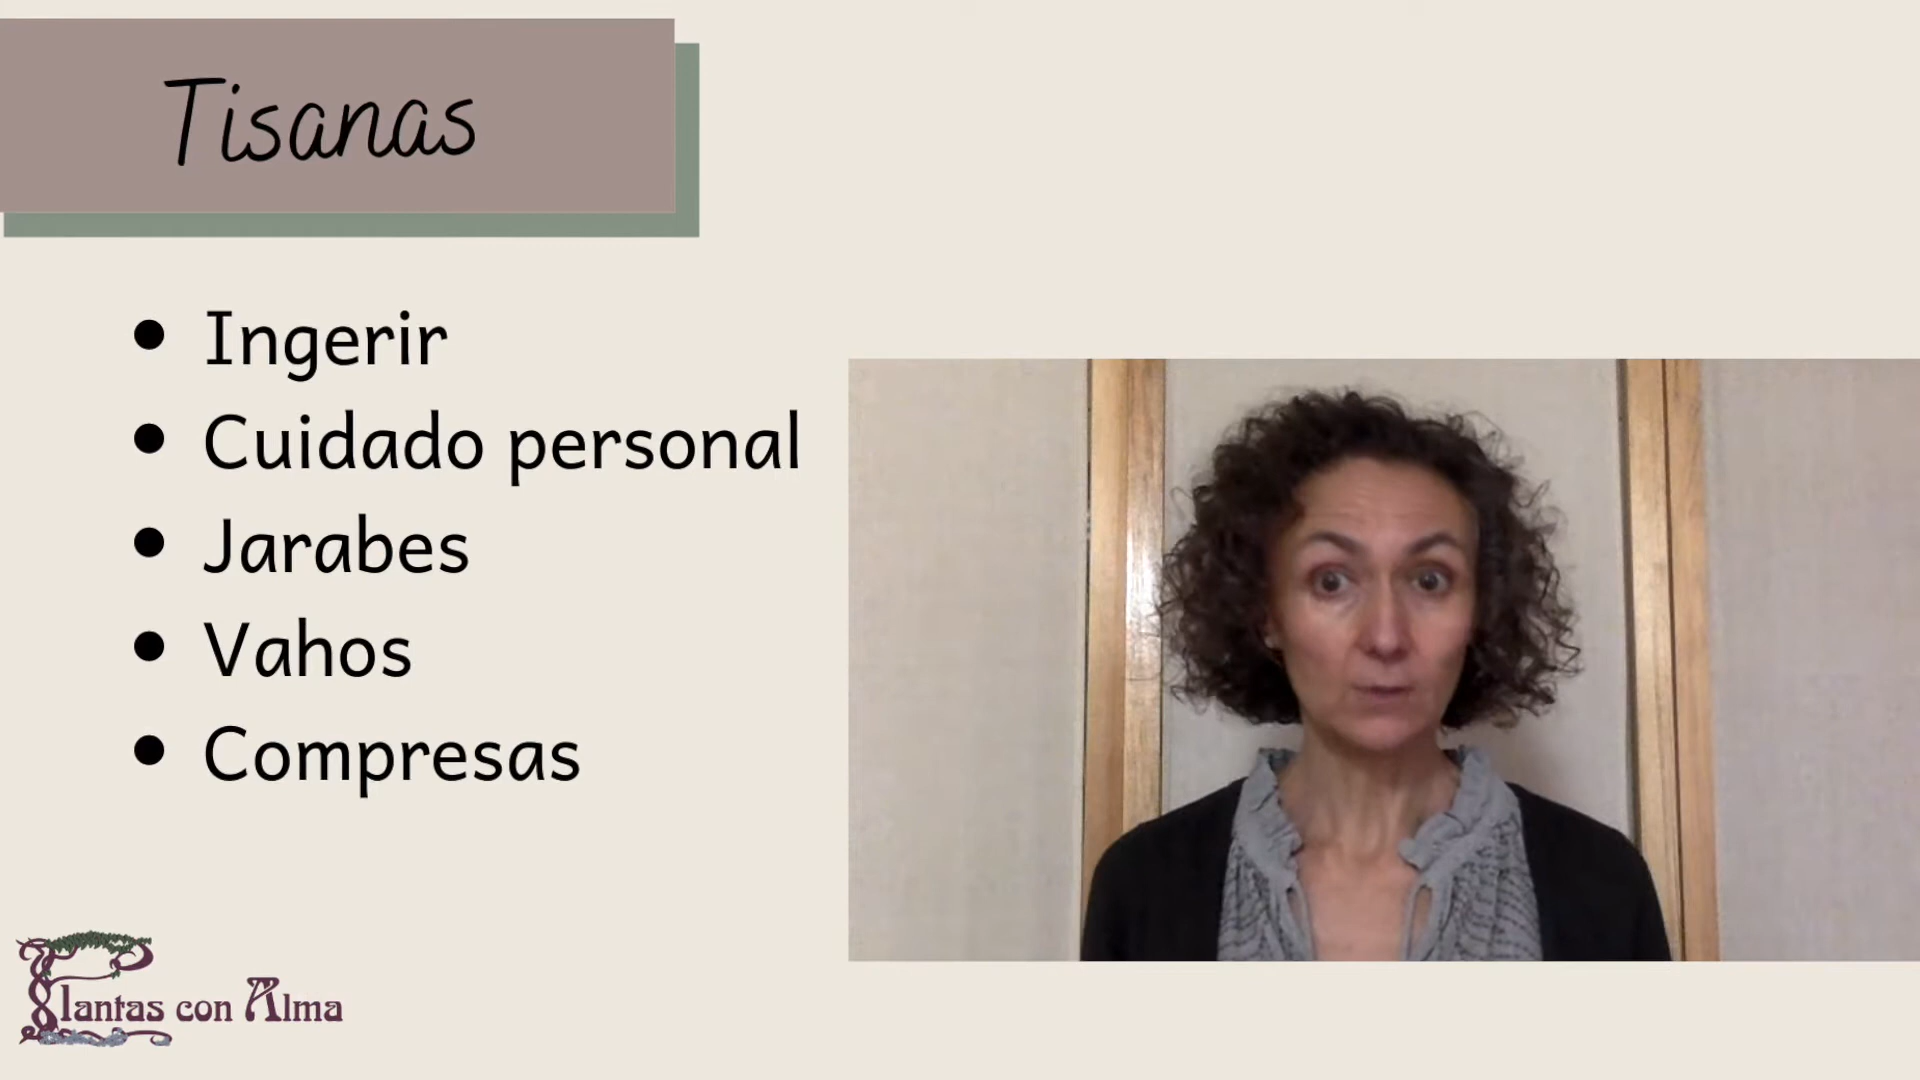 Tisanas
Ingerir
Cuidado personal
Jarabes
Vahos
Compresas
Plantas con Alma